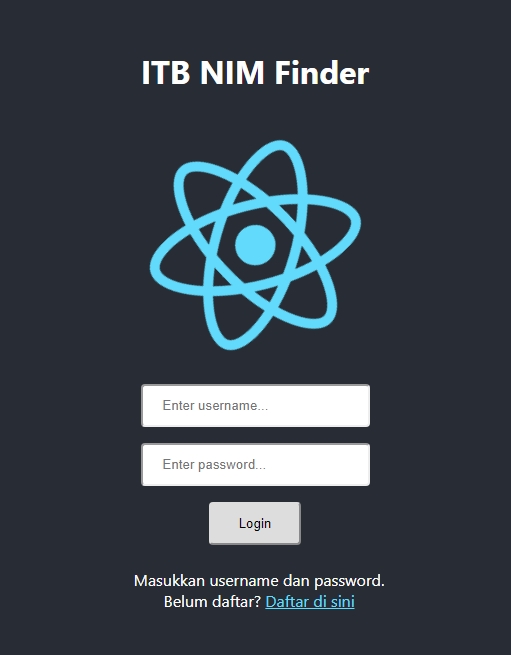 ITB NIM Finder
Enter username...
Enter password...
Login
Masukkan username dan password.
Belum daftar? Daftar di sini